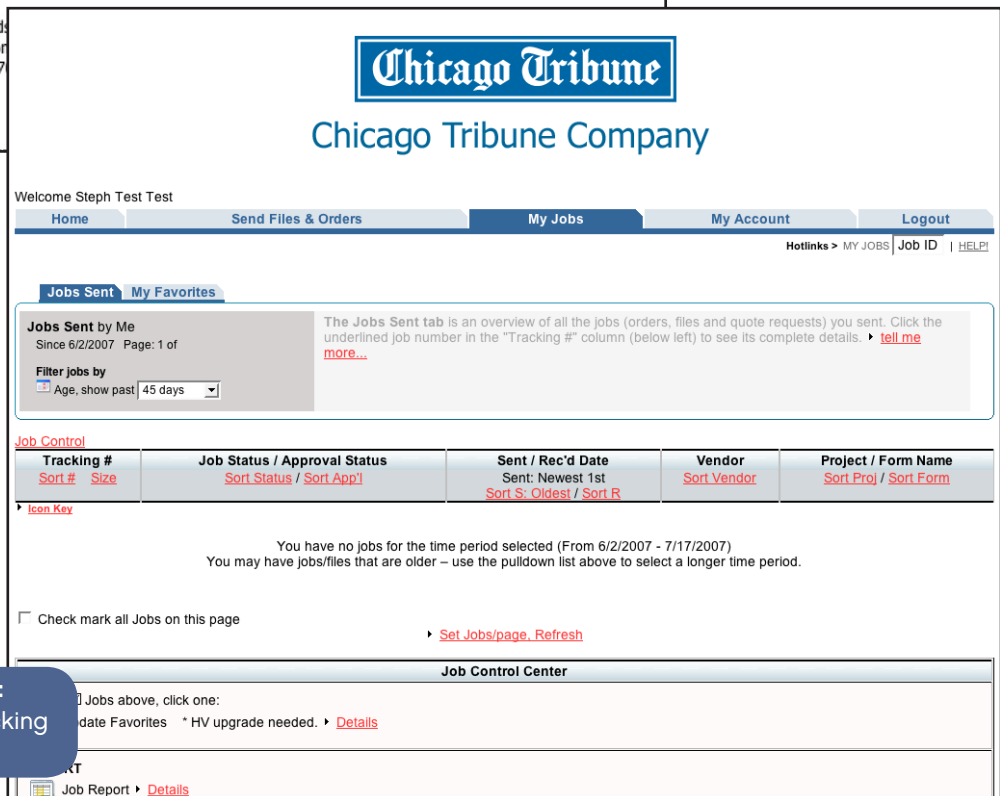 Chicago Tribune
Chicago Tribune Company
Welcome Steph Test Test
Home Send Files & Orders My Jobs My Account Logout
Hotlinks > MY JOBS Job ID | HELP!
Jobs Sent My Favorites
Jobs Sent by Me
Since 6/2/2007 Page: 1 of
Filter jobs by
Age, show past 45 days
The Jobs Sent tab is an overview of all the jobs (orders, files and quote requests) you sent. Click the
underlined job number in the "Tracking #" column (below left) to see its complete details. tell me
more...
Job Control
Tracking # Job Status / Approval Status Sent / Rec'd Date Vendor Project / Form Name
Sort # Size Sort Status / Sort App'l Sent: Newest 1st Sort Vendor Sort Proj / Sort Form
Sort S: Oldest / Sort R
Icon Key
You have no jobs for the time period selected (From 6/2/2007 - 7/17/2007)
You may have jobs/files that are older – use the pulldown list above to select a longer time period.
Check mark all Jobs on this page
Set Jobs/page, Refresh
Job Control Center
Jobs above, click one:
date Favorites * HV upgrade needed. Details
king
RT
Job Report Details